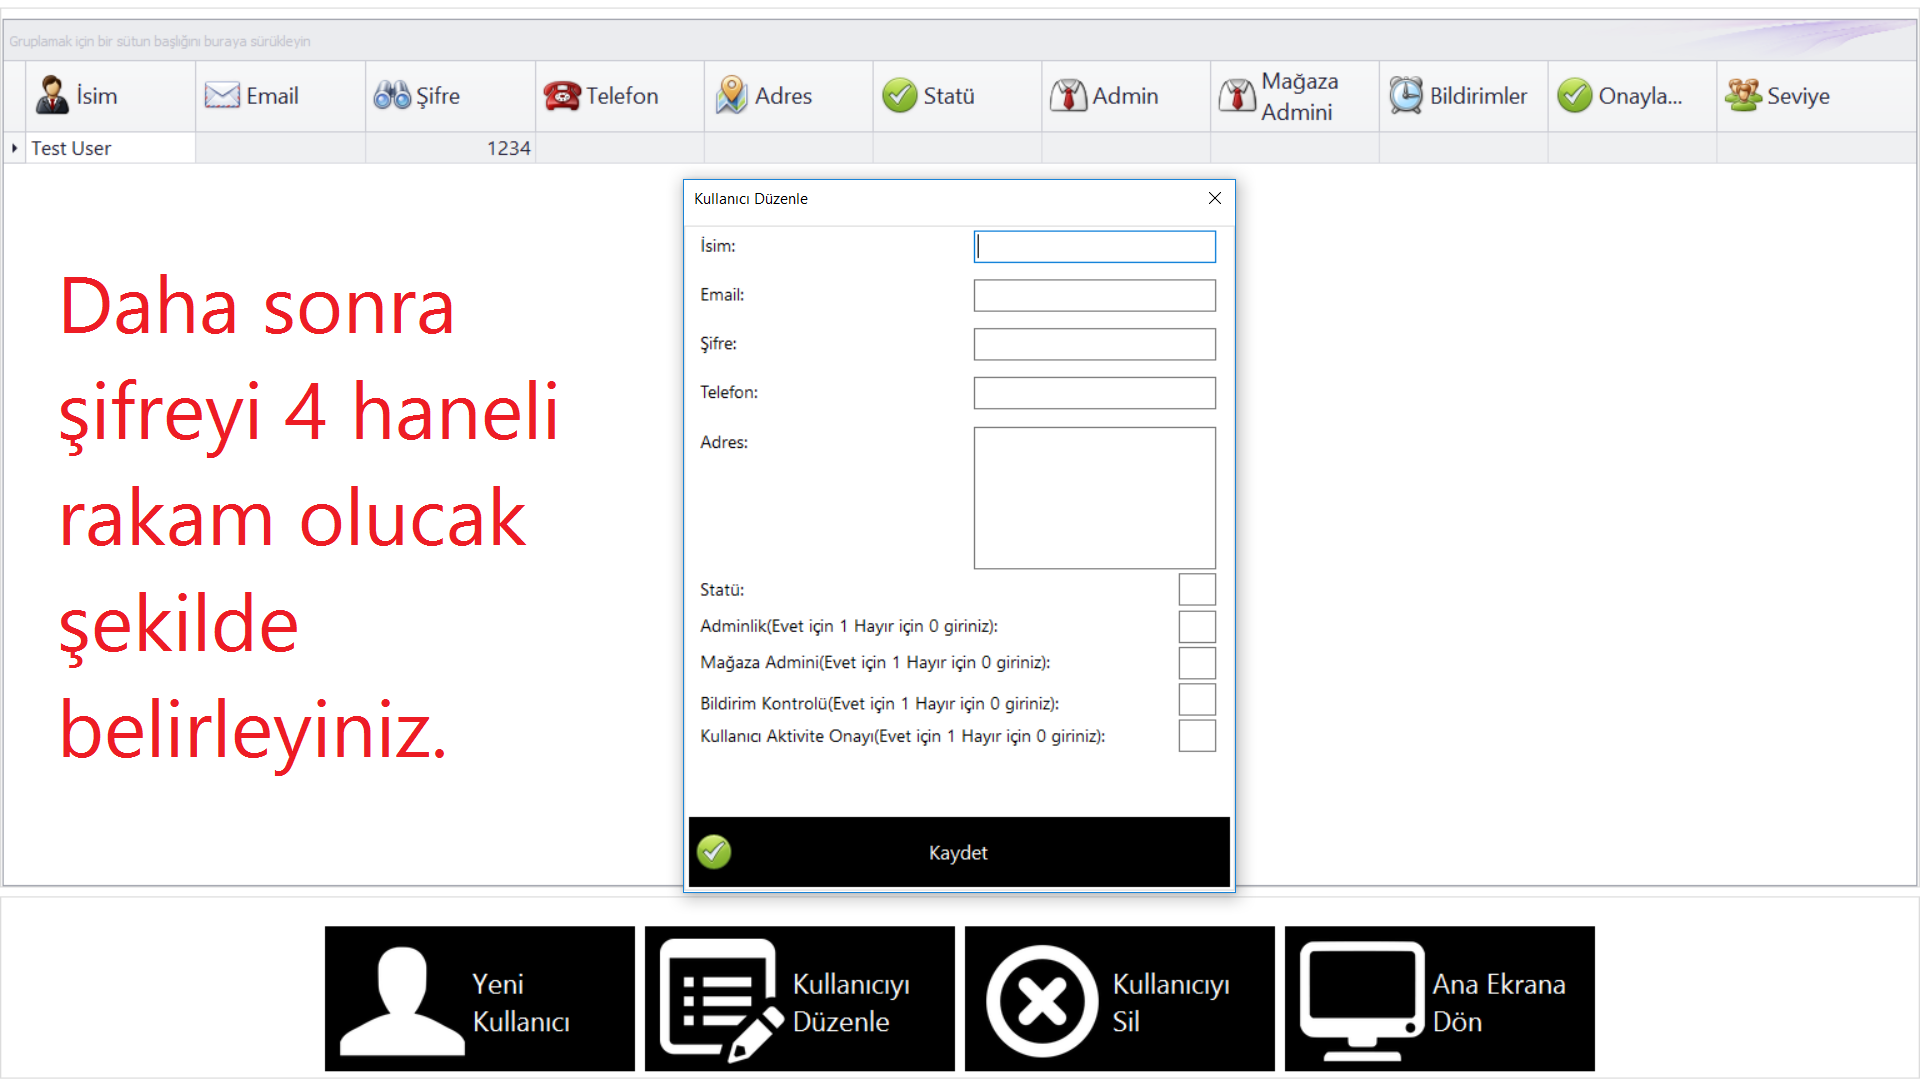 Gruplamak için bir sütun başlığını buraya sürükleyin
İsim Email Şifre Telefon Adres Statü Admin Mağaza Admini Bildirimler Onayla... Seviye
Test User 1234
Daha sonra
şifreyi 4 haneli
rakam olucak
şekilde
belirleyiniz.
Kullanıcı Düzenle
İsim:
Email:
Şifre:
Telefon:
Adres:
Statü:
Adminlik(Evet için 1 Hayır için 0 giriniz):
Mağaza Admini(Evet için 1 Hayır için 0 giriniz):
Bildirim Kontrolü(Evet için 1 Hayır için 0 giriniz):
Kullanıcı Aktivite Onayı(Evet için 1 Hayır için 0 giriniz):
Kaydet
Yeni
Kullanıcı
Kullanıcıyı
Düzenle
Kullanıcıyı
Sil
Ana Ekrana
Dön